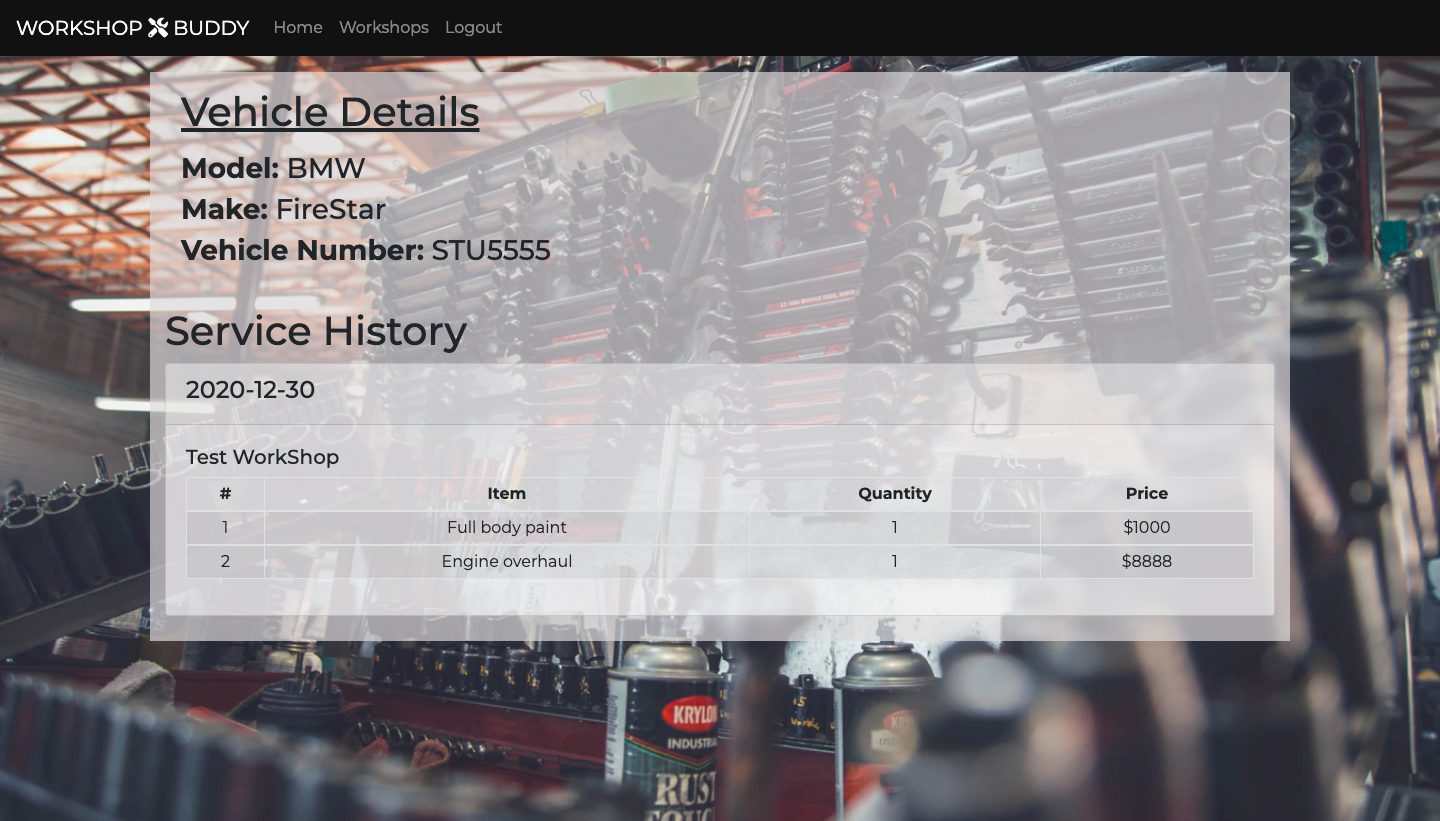 WORKSHOP BUDDY Home Workshops Logout
Vehicle Details
Model: BMW
Make: FireStar
Vehicle Number: STU5555
Service History
2020-12-30
Test WorkShop
# Item Quantity Price
1 Full body paint 1 $1000
2 Engine overhaul 1 $8888
KRYLON
INDUSTRIAL
RUST